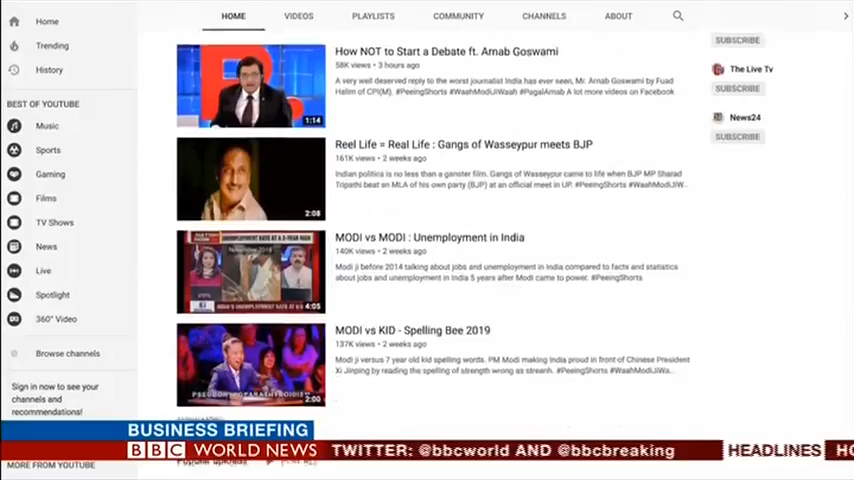 Home
Trending
History
BEST OF YOUTUBE
Music
Sports
Gaming
Films
TV Shows
News
Live
Spotlight
360° Video
Browse channels
Sign in now to see your
channels and
recommendations!
HOME VIDEOS PLAYLISTS COMMUNITY CHANNELS ABOUT
1:14
How NOT to Start a Debate ft. Arnab Goswami
58K views • 3 hours ago
A very well deserved reply to the worst journalist India has ever seen, Mr. Arnab Goswami by Fuad
Halim of CPI(M). #PeeingShorts #WaahModiJiWaah #PagalArnab A lot more videos on Facebook
2:08
Reel Life = Real Life : Gangs of Wasseypur meets BJP
161K views • 2 weeks ago
Indian politics is no less than a gangster film. Gangs of Wasseypur came to life when BJP MP Sharad
Tripathi beat an MLA of his own party (BJP) at an official meet in UP. #PeeingShorts #WaahModiJiW...
November 2018
4:05
MODI vs MODI : Unemployment in India
140K views • 2 weeks ago
Modi ji before 2014 talking about jobs and unemployment in India compared to facts and statistics
about jobs and unemployment in India 5 years after Modi came to power. #PeeingShorts
PSEUDOHYPOPARATHYROIDISM
2:00
MODI vs KID - Spelling Bee 2019
137K views • 2 weeks ago
Modi ji versus 7 year old kid spelling words. PM Modi making India proud in front of Chinese President
Xi Jinping by reading the spelling of strength wrong as streanh. #PeeingShorts #WaahModiJiWa...
SUBSCRIBE
The Live Tv
SUBSCRIBE
News24
SUBSCRIBE
BUSINESS BRIEFING
BBC WORLD NEWS TWITTER: @bbcworld AND @bbcbreaking HEADLINES HO
MORE FROM YOUTUBE